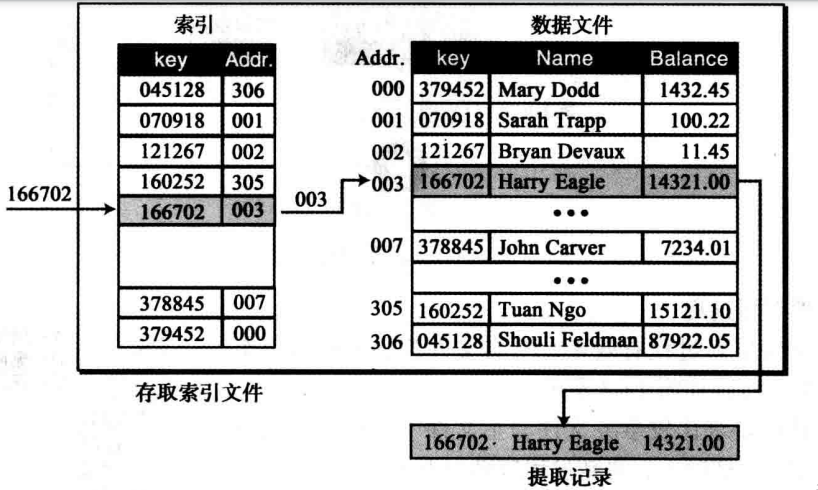 索引
key Addr.
045128 306
070918 001
121267 002
160252 305
166702
166702 003
378845 007
379452 000
存取索引文件
003
数据文件
Addr. key Name Balance
000 379452 Mary Dodd 1432.45
001 070918 Sarah Trapp 100.22
002 121267 Bryan Devaux 11.45
003 166702 Harry Eagle 14321.00
•••
007 378845 John Carver 7234.01
•••
305 160252 Tuan Ngo 15121.10
306 045128 Shouli Feldman 87922.05
166702 Harry Eagle 14321.00
提取记录